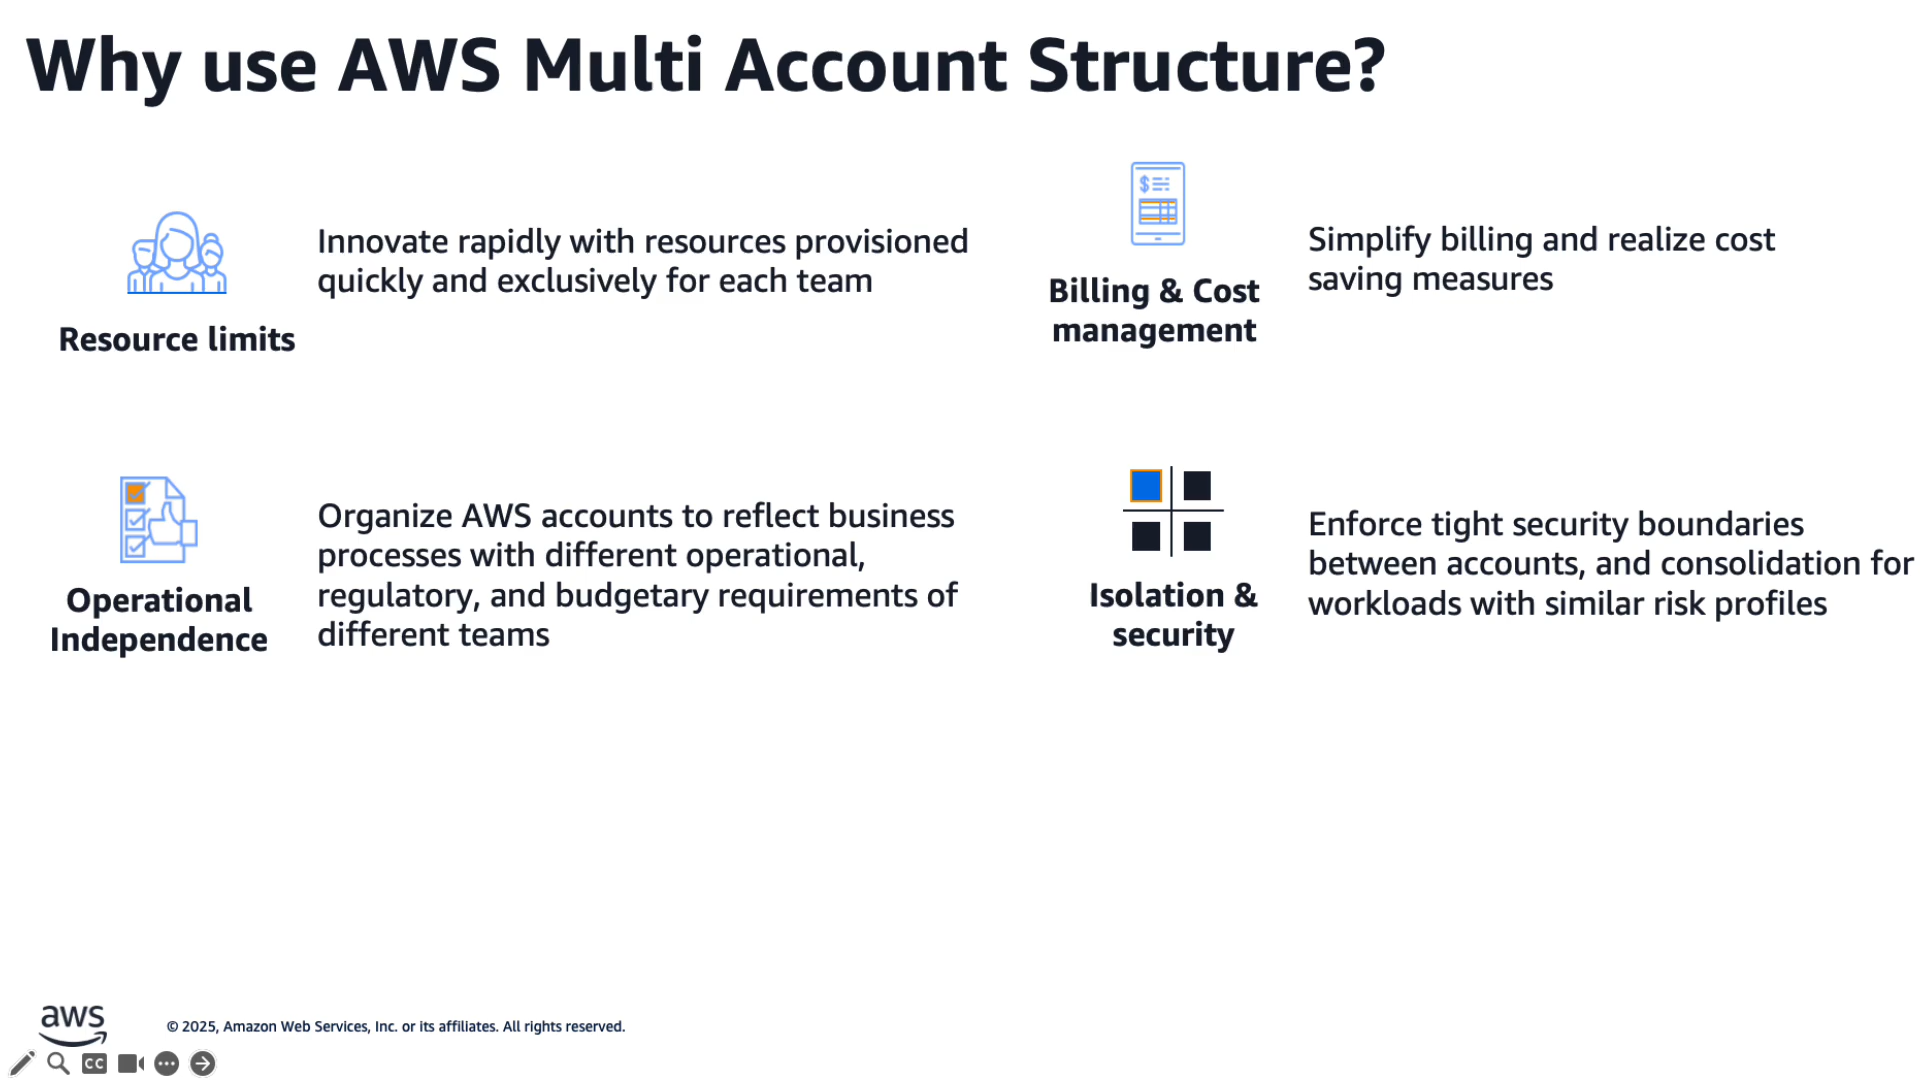 Why use AWS Multi Account Structure?
Resource limits
Innovate rapidly with resources provisioned
quickly and exclusively for each team
Billing & Cost
management
Simplify billing and realize cost
saving measures
Operational
Independence
Organize AWS accounts to reflect business
processes with different operational,
regulatory, and budgetary requirements of
different teams
Isolation &
security
Enforce tight security boundaries
between accounts, and consolidation for
workloads with similar risk profiles
aws
© 2025, Amazon Web Services, Inc. or its affiliates. All rights reserved.
CC